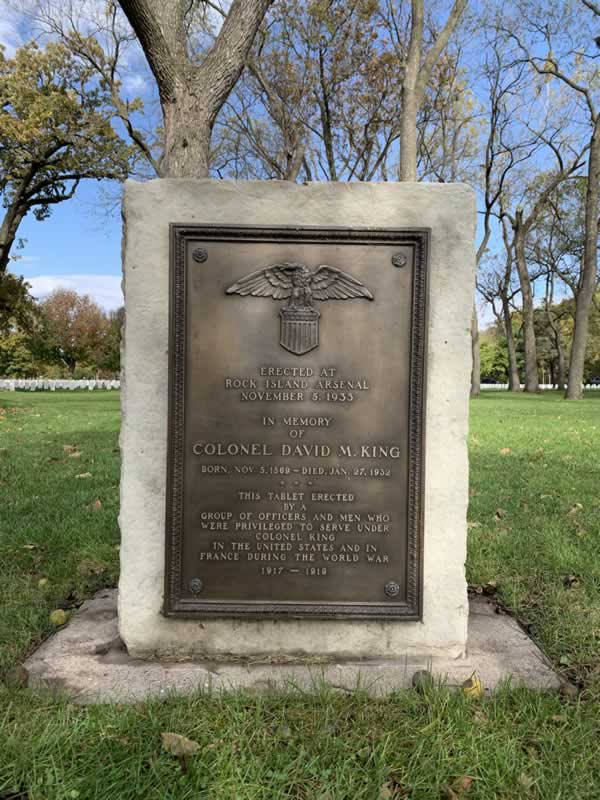 ERECTED AT
ROCK ISLAND ARSENAL
NOVEMBER 5, 1933
IN MEMORY
OF
COLONEL DAVID M. KING
BORN, NOV. 5, 1869 – DIED, JAN. 27, 1932
THIS TABLET ERECTED
BY A
GROUP OF OFFICERS AND MEN WHO
WERE PRIVILEGED TO SERVE UNDER
COLONEL KING
IN THE UNITED STATES AND IN
FRANCE DURING THE WORLD WAR
1917 — 1919